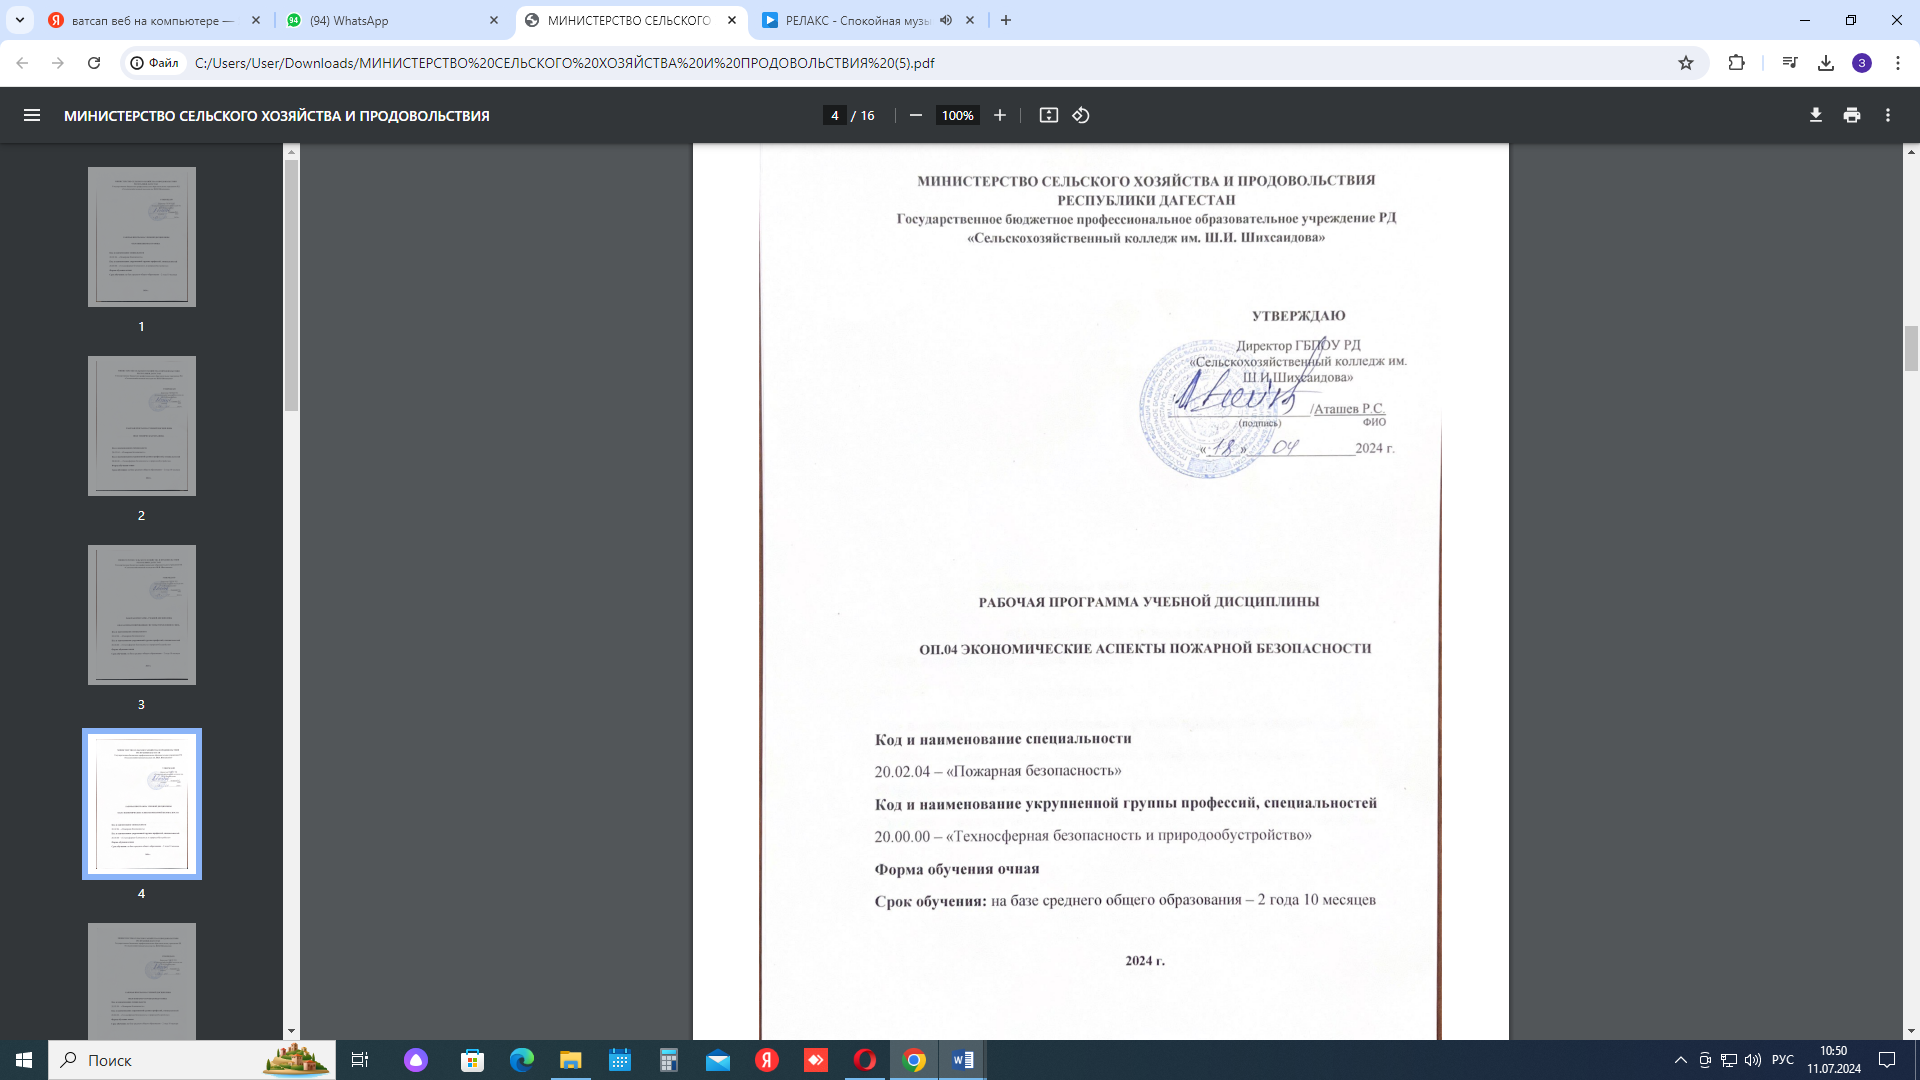 ватсап веб на компьютере —
(94) WhatsApp
МИНИСТЕРСТВО СЕЛЬСКОГО
РЕЛАКС - Спокойная музы
Файл
C:/Users/User/Downloads/МИНИСТЕРСТВО%20СЕЛЬСКОГО%20ХОЗЯЙСТВА%20И%20ПРОДОВОЛЬСТВИЯ%20(5).pdf
З
МИНИСТЕРСТВО СЕЛЬСКОГО ХОЗЯЙСТВА И ПРОДОВОЛЬСТВИЯ
4 / 16
100%
1
2
3
4
МИНИСТЕРСТВО СЕЛЬСКОГО ХОЗЯЙСТВА И ПРОДОВОЛЬСТВИЯ
РЕСПУБЛИКИ ДАГЕСТАН
Государственное бюджетное профессиональное образовательное учреждение РД
«Сельскохозяйственный колледж им. Ш.И. Шихсаидова»
УТВЕРЖДАЮ
Директор ГБПОУ РД
«Сельскохозяйственный колледж им.
Ш.И.Шихсаидова»
/Аташев Р.С.
(подпись) ФИО
«18» 04 2024 г.
РАБОЧАЯ ПРОГРАММА УЧЕБНОЙ ДИСЦИПЛИНЫ
ОП.04 ЭКОНОМИЧЕСКИЕ АСПЕКТЫ ПОЖАРНОЙ БЕЗОПАСНОСТИ
Код и наименование специальности
20.02.04 – «Пожарная безопасность»
Код и наименование укрупненной группы профессий, специальностей
20.00.00 – «Техносферная безопасность и природообустройство»
Форма обучения очная
Срок обучения: на базе среднего общего образования – 2 года 10 месяцев
2024 г.
Поиск
РУС
10:50
11.07.2024